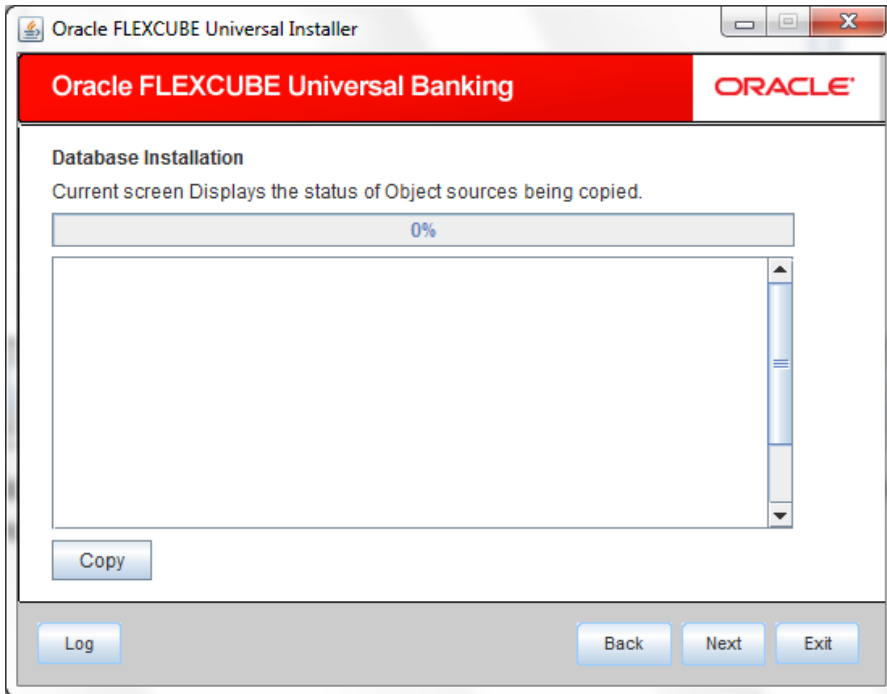 Oracle FLEXCUBE Universal Installer
Oracle FLEXCUBE Universal Banking
ORACLE
Database Installation
Current screen Displays the status of Object sources being copied.
0%
Copy
Log Back Next Exit